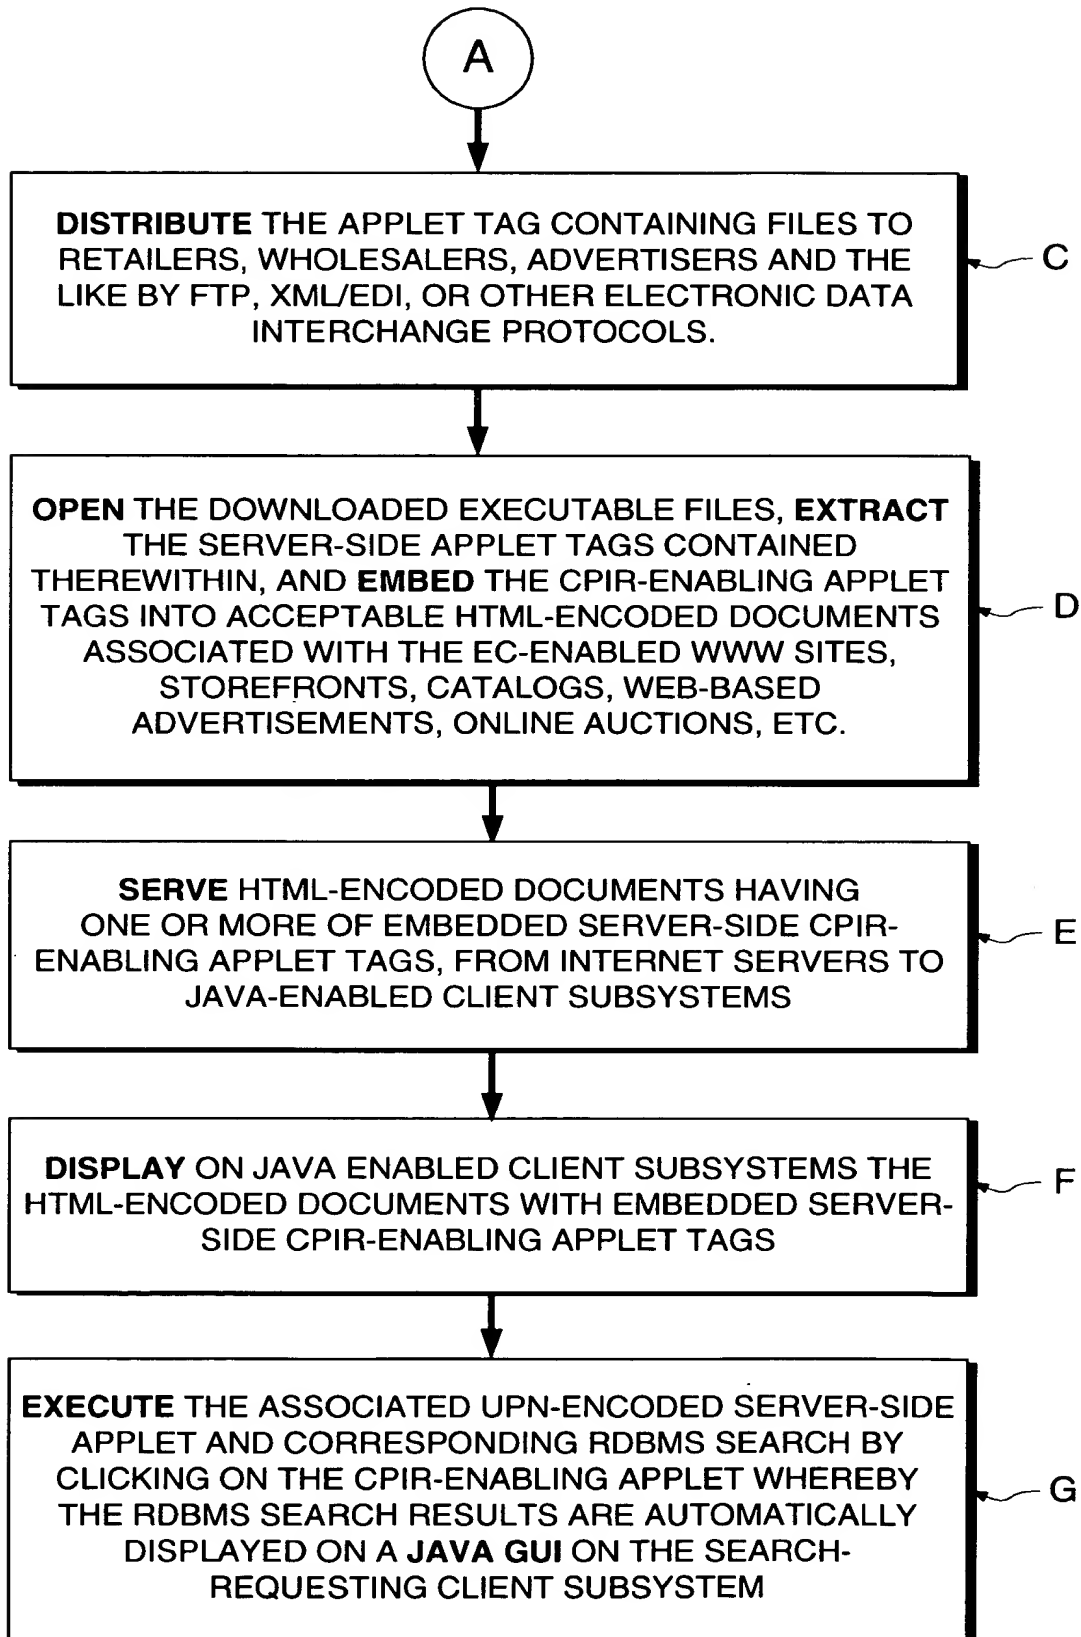 A
DISTRIBUTE THE APPLET TAG CONTAINING FILES TO
RETAILERS, WHOLESALERS, ADVERTISERS AND THE
LIKE BY FTP, XML/EDI, OR OTHER ELECTRONIC DATA
INTERCHANGE PROTOCOLS.
C
OPEN THE DOWNLOADED EXECUTABLE FILES, EXTRACT
THE SERVER-SIDE APPLET TAGS CONTAINED
THEREWITHIN, AND EMBED THE CPIR-ENABLING APPLET
TAGS INTO ACCEPTABLE HTML-ENCODED DOCUMENTS
ASSOCIATED WITH THE EC-ENABLED WWW SITES,
STOREFRONTS, CATALOGS, WEB-BASED
ADVERTISEMENTS, ONLINE AUCTIONS, ETC.
D
SERVE HTML-ENCODED DOCUMENTS HAVING
ONE OR MORE OF EMBEDDED SERVER-SIDE CPIR-
ENABLING APPLET TAGS, FROM INTERNET SERVERS TO
JAVA-ENABLED CLIENT SUBSYSTEMS
E
DISPLAY ON JAVA ENABLED CLIENT SUBSYSTEMS THE
HTML-ENCODED DOCUMENTS WITH EMBEDDED SERVER-
SIDE CPIR-ENABLING APPLET TAGS
F
EXECUTE THE ASSOCIATED UPN-ENCODED SERVER-SIDE
APPLET AND CORRESPONDING RDBMS SEARCH BY
CLICKING ON THE CPIR-ENABLING APPLET WHEREBY
THE RDBMS SEARCH RESULTS ARE AUTOMATICALLY
DISPLAYED ON A JAVA GUI ON THE SEARCH-
REQUESTING CLIENT SUBSYSTEM
G